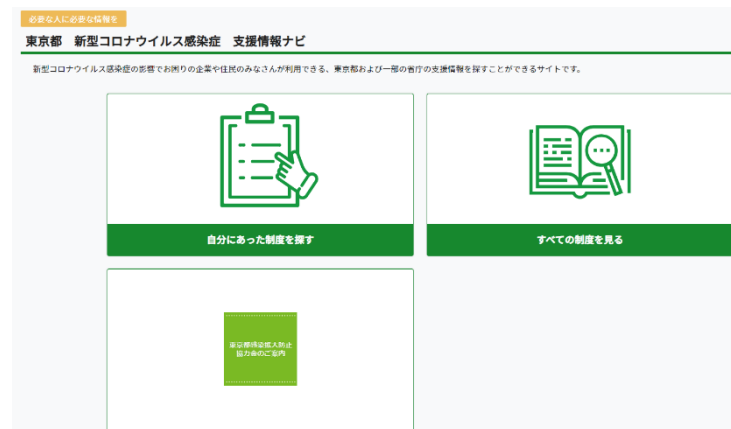 必要な人に必要な情報を
東京都 新型コロナウイルス感染症 支援情報ナビ
新型コロナウイルス感染症の影響でお困りの企業や住民のみなさんが利用できる、東京都および一部の省庁の支援情報を探すことができるサイトです。
自分にあった制度を探す
すべての制度を見る
東京都感染拡大防止
協力金のご案内